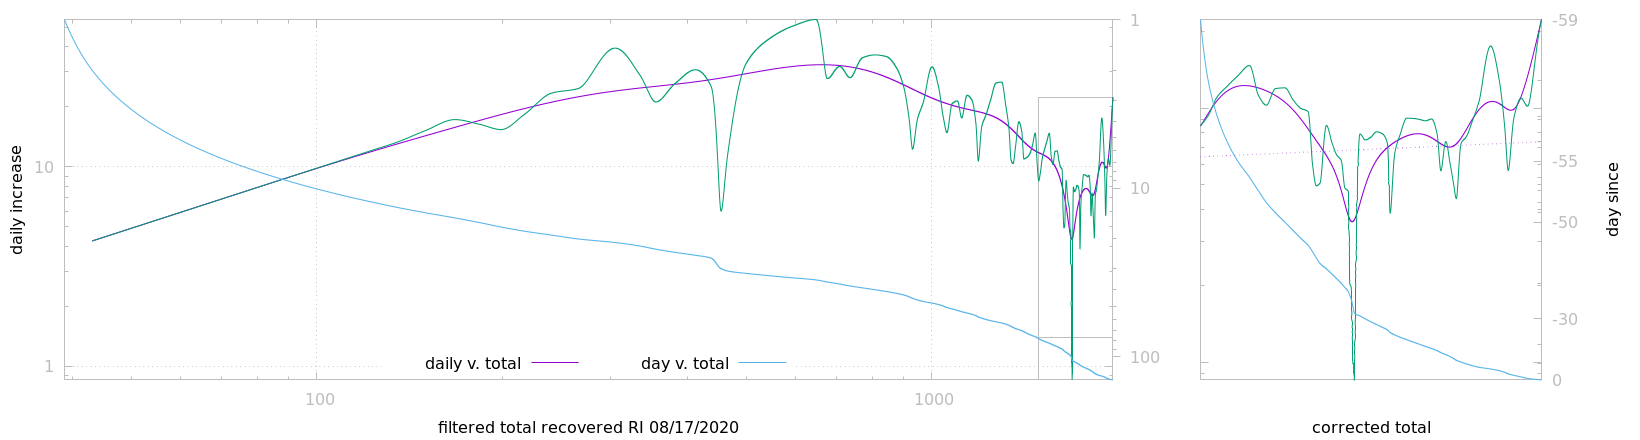 daily increase
10
1
100
1000
1
10
100
daily v. total
day v. total
filtered total recovered RI 08/17/2020
-59
-55
-50
-30
0
day since
corrected total